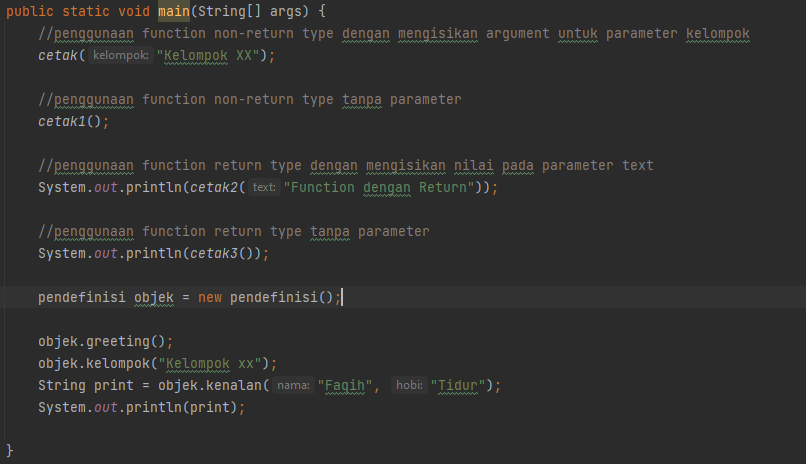 public static void main(String[] args) {
//penggunaan function non-return type dengan mengisikan argument untuk parameter kelompok
cetak( kelompok: "Kelompok XX");
//penggunaan function non-return type tanpa parameter
cetak1();
//penggunaan function return type dengan mengisikan nilai pada parameter text
System.out.println(cetak2( text: "Function dengan Return"));
//penggunaan function return type tanpa parameter
System.out.println(cetak3());
pendefinisi objek = new pendefinisi();
objek.greeting();
objek.kelompok("Kelompok xx");
String print = objek.kenalan( nama: "Faqih", hobi: "Tidur");
System.out.println(print);
}